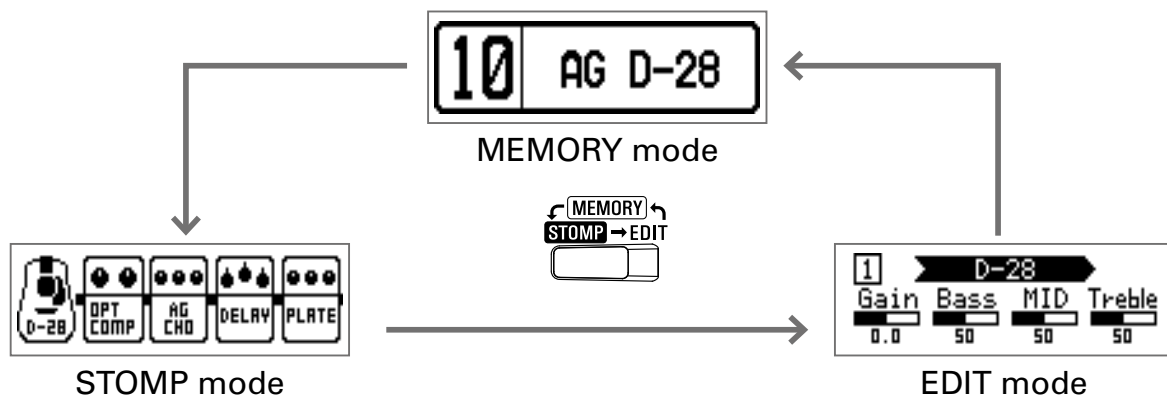 10 AG D-28
MEMORY mode
MEMORY
STOMP → EDIT
D-28
OPT
COMP
AG
CHO
DELAY
PLATE
STOMP mode
1 D-28
Gain Bass MID Treble
0.0 50 50 50
EDIT mode